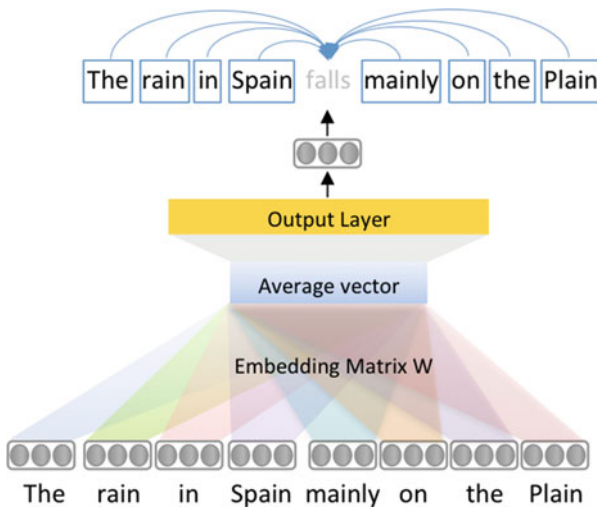 The rain in Spain falls mainly on the Plain
Output Layer
Average vector
Embedding Matrix W
The rain in Spain mainly on the Plain